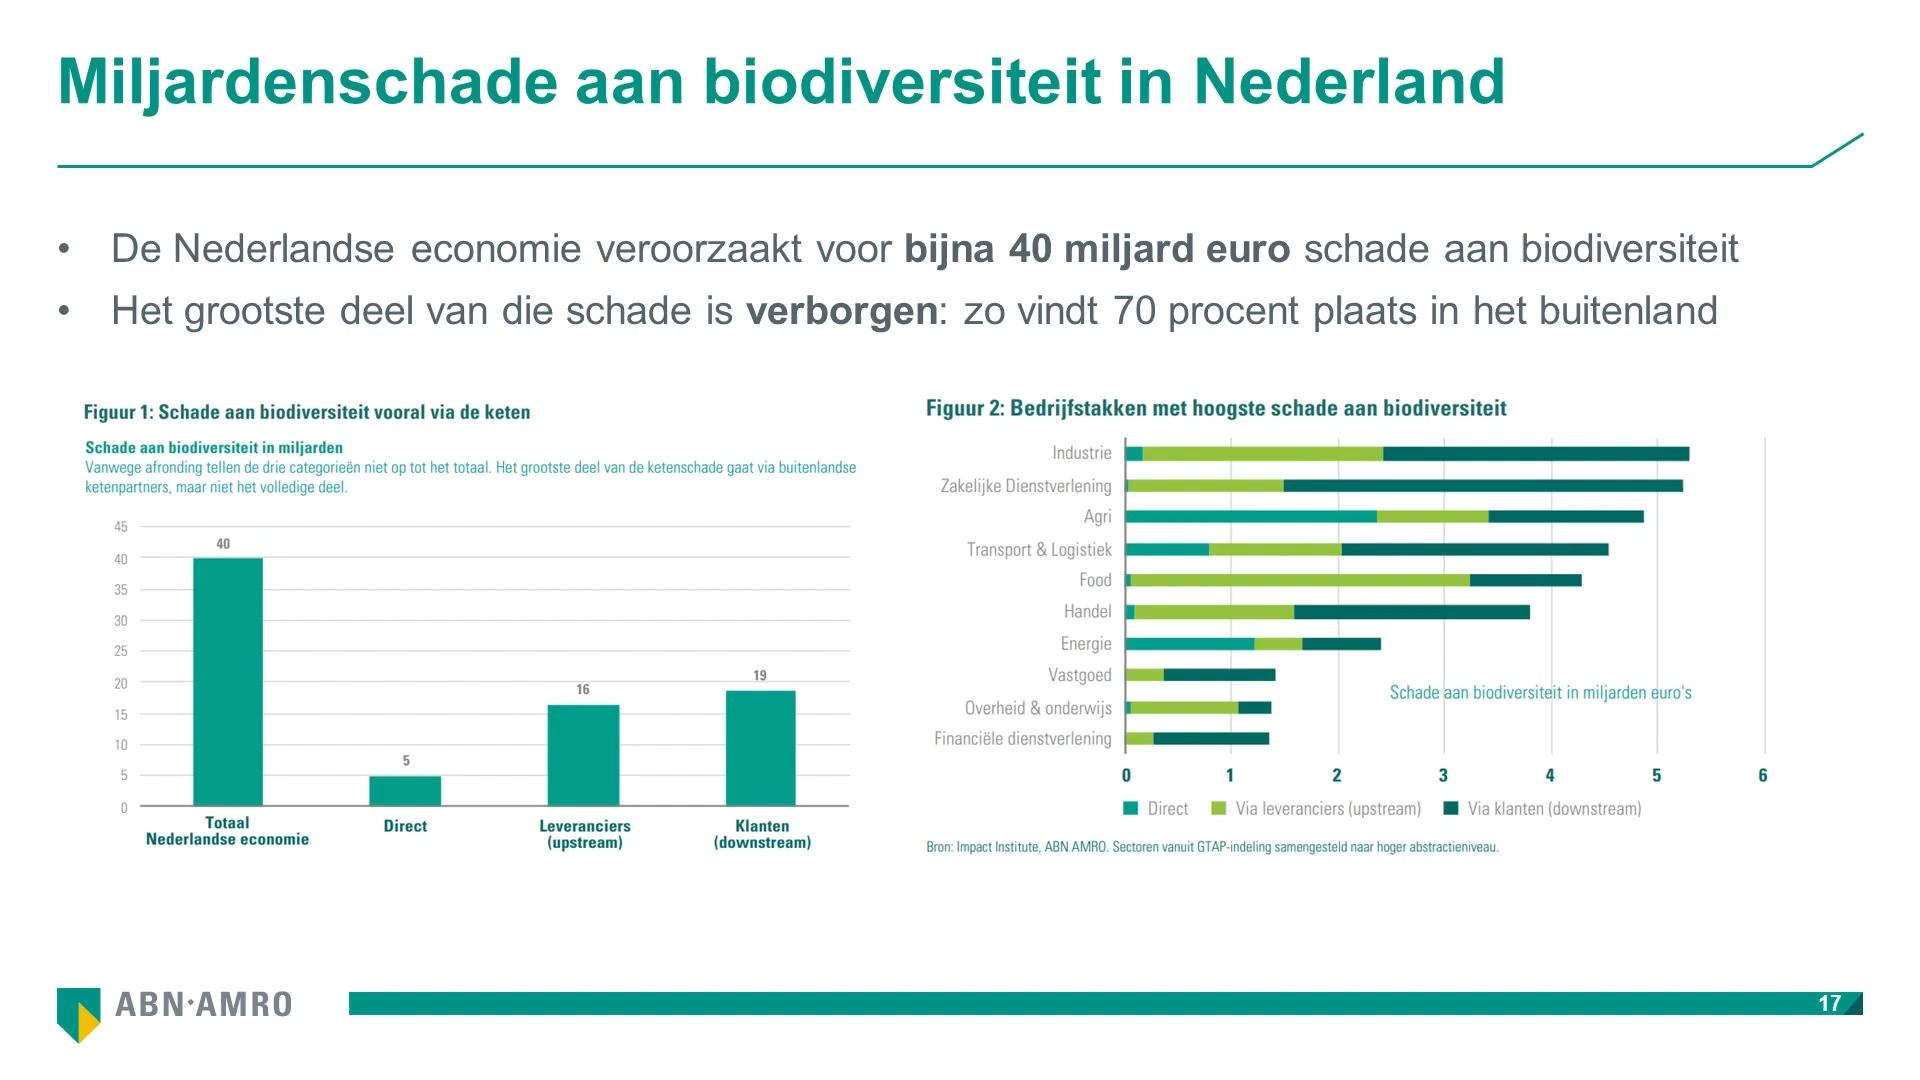 Miljardenschade aan biodiversiteit in Nederland
• De Nederlandse economie veroorzaakt voor bijna 40 miljard euro schade aan biodiversiteit
• Het grootste deel van die schade is verborgen: zo vindt 70 procent plaats in het buitenland
Figuur 1: Schade aan biodiversiteit vooral via de keten
Schade aan biodiversiteit in miljarden
Vanwege afronding tellen de drie categorieën niet op tot het totaal. Het grootste deel van de ketenschade gaat via buitenlandse
ketenpartners, maar niet het volledige deel.
45
40
35
30
25
20
15
10
5
0
40
5
16
19
Totaal
Nederlandse economie
Direct
Leveranciers
(upstream)
Klanten
(downstream)
Figuur 2: Bedrijfstakken met hoogste schade aan biodiversiteit
Industrie
Zakelijke Dienstverlening
Agri
Transport & Logistiek
Food
Handel
Energie
Vastgoed
Overheid & onderwijs
Financiële dienstverlening
Schade aan biodiversiteit in miljarden euro's
0 1 2 3 4 5 6
Direct Via leveranciers (upstream) Via klanten (downstream)
Bron: Impact Institute, ABN AMRO. Sectoren vanuit GTAP-indeling samengesteld naar hoger abstractieniveau.
ABN·AMRO
17